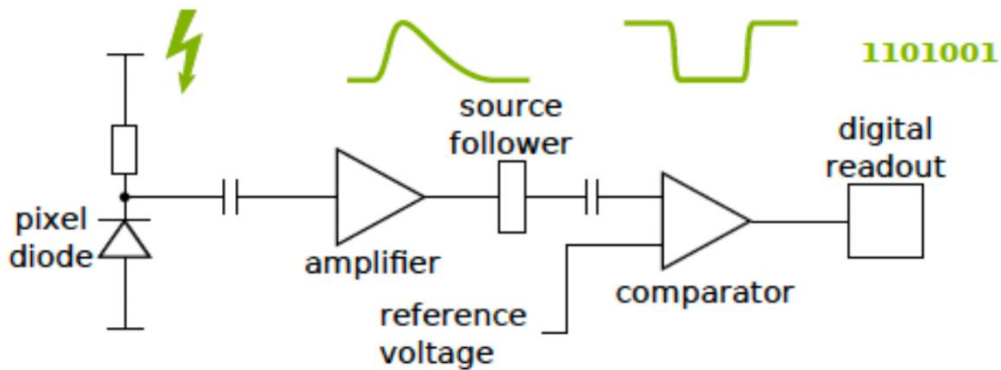 1101001
source
follower
digital
readout
pixel
diode
amplifier
comparator
reference
voltage